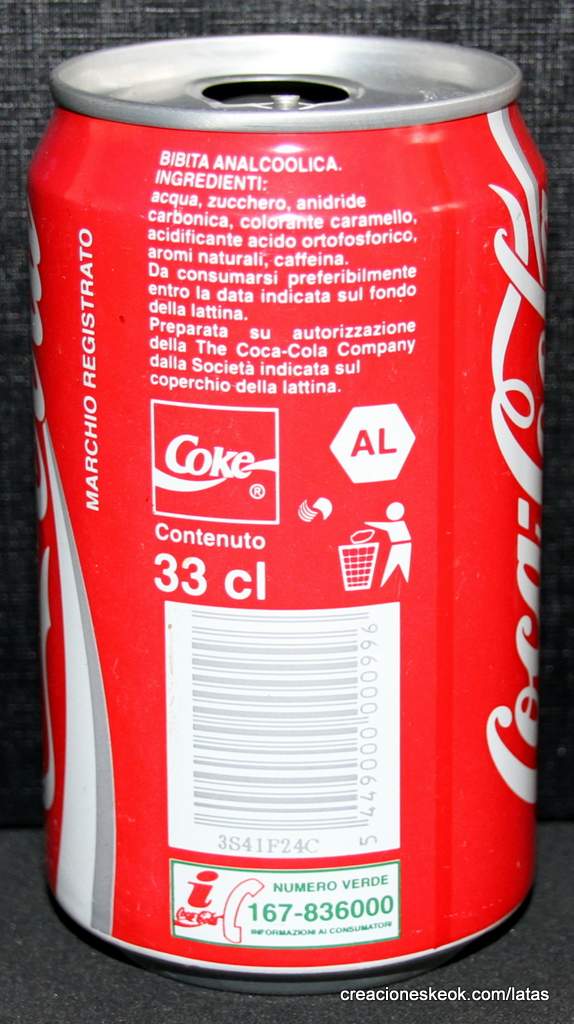 BIBITA ANALCOOLICA.
INGREDIENTI:
acqua, zucchero, anidride
carbonica, colorante caramello,
acidificante acido ortofosforico,
aromi naturali, caffeina.
Da consumarsi preferibilmente
entro la data indicata sul fondo
della lattina.
Preparata su autorizzazione
della The Coca-Cola Company
dalla Società indicata sul
coperchio della lattina.
MARCHIO REGISTRATO
Coke ®
AL
Contenuto
33 cl
5 449000 000996
3S41F24C
i
Coca-Cola
NUMERO VERDE
167-836000
INFORMAZIONI AI CONSUMATORI
Coca-Cola
creacioneskeok.com/latas